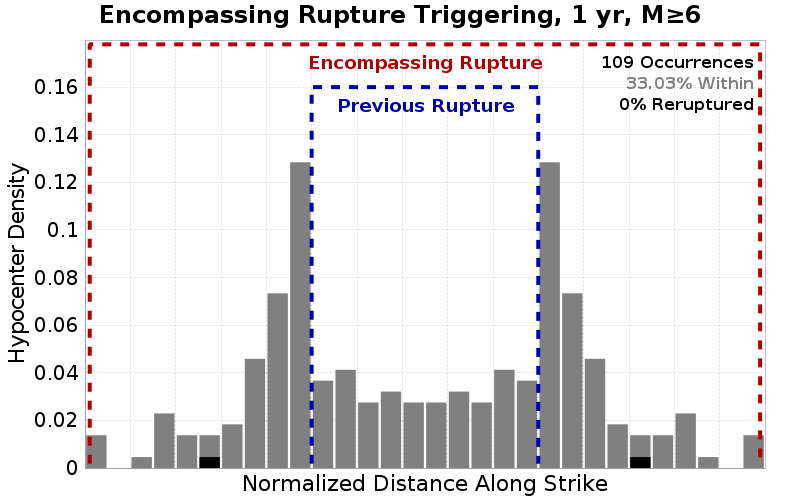 Encompassing Rupture Triggering, 1 yr, M≥6
Encompassing Rupture
109 Occurrences
33.03% Within
0% Reruptured
Previous Rupture
Hypocenter Density
0.16
0.14
0.12
0.1
0.08
0.06
0.04
0.02
0
Normalized Distance Along Strike